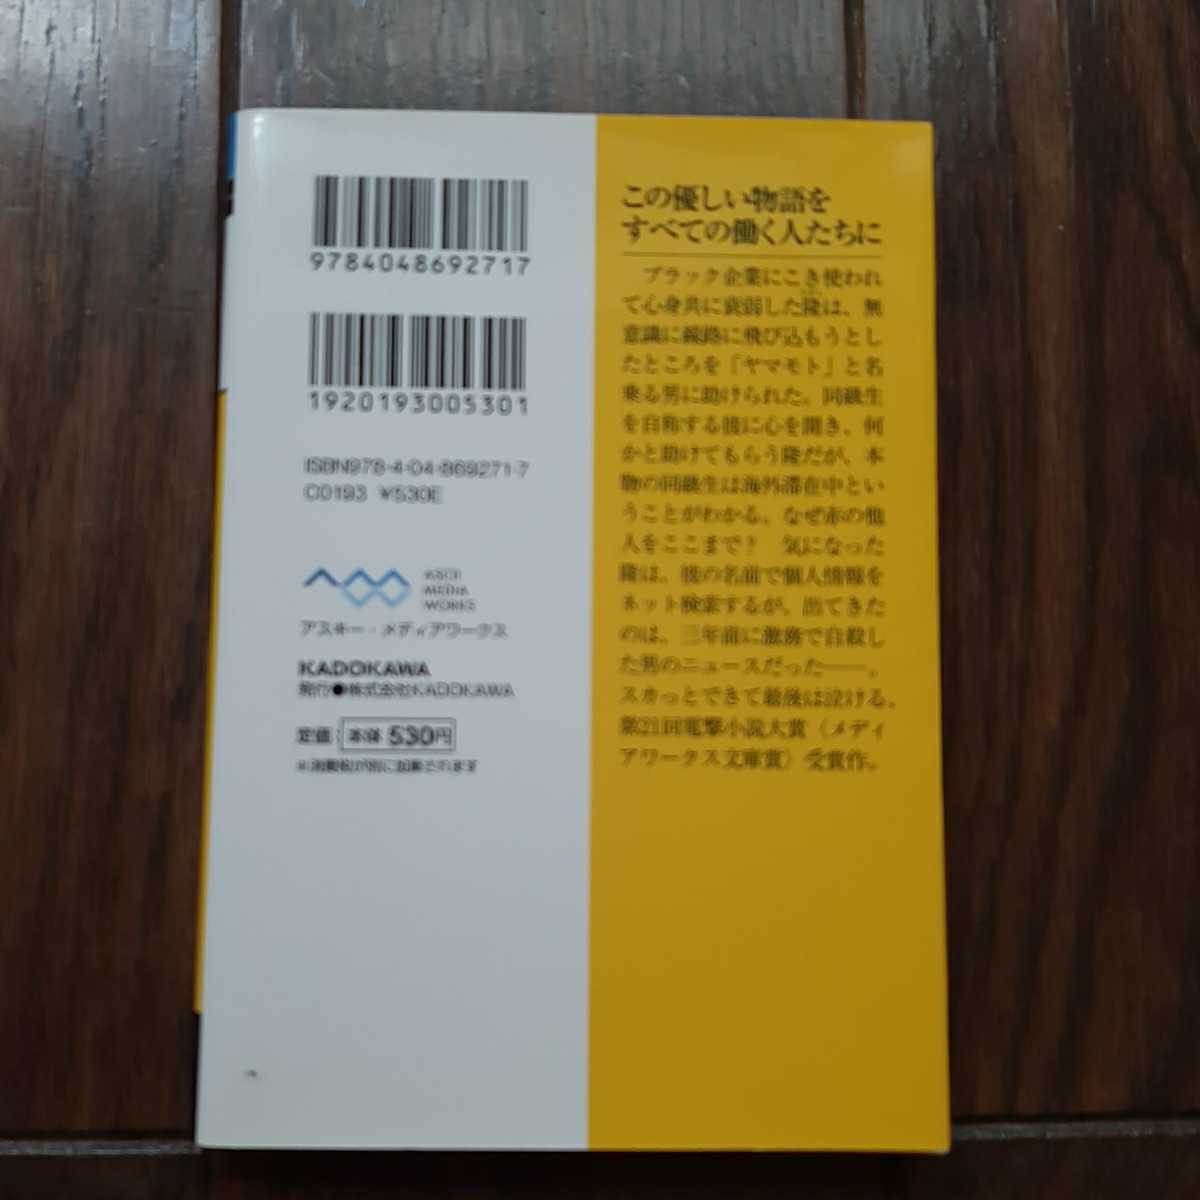 9784048692717
1920193005301
ISBN978-4-04-869271-7
C0193 ¥530E
ASCII
MEDIA
WORKS
アスキー・メディアワークス
KADOKAWA
発行●株式会社KADOKAWA
定価：本体 530円
※消費税が別に加算されます
この優しい物語を
すべての働く人たちに
ブラック企業にこき使われ
て心身共に衰弱した隆は、無
意識に線路に飛び込もうとし
たところを「ヤマモト」と名
乗る男に助けられた。同級生
を自称する彼に心を開き、何
かと助けてもらう隆だが、本
物の同級生は海外滞在中とい
うことがわかる。なぜ赤の他
人をここまで？　気になった
隆は、彼の名前で個人情報を
ネット検索するが、出てきた
のは、三年前に激務で自殺し
た男のニュースだった――。
スカっとできて最後は泣ける。
第21回電撃小説大賞〈メディ
アワークス文庫賞〉受賞作。